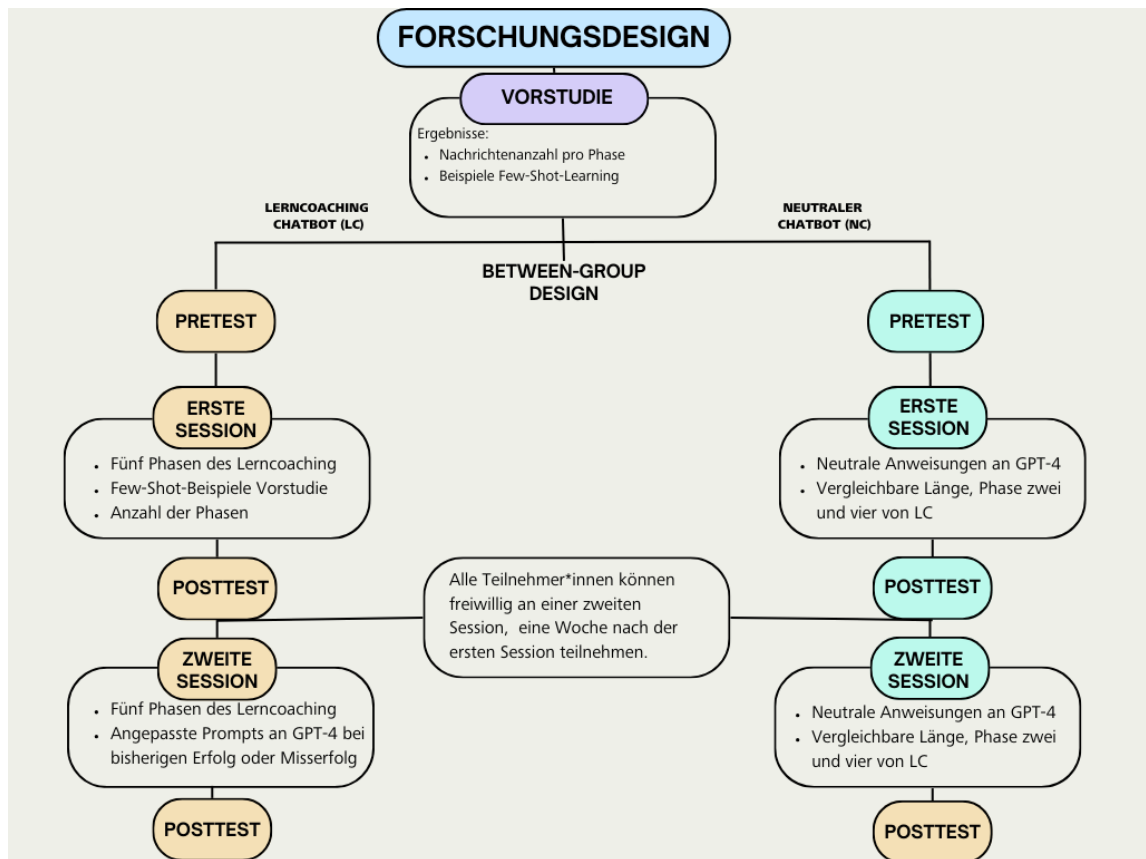 FORSCHUNGSDESIGN
VORSTUDIE
Ergebnisse:
• Nachrichtenanzahl pro Phase
• Beispiele Few-Shot-Learning
LERNCOACHING
CHATBOT (LC)
NEUTRALER
CHATBOT (NC)
BETWEEN-GROUP
DESIGN
PRETEST
PRETEST
ERSTE
SESSION
• Fünf Phasen des Lerncoaching
• Few-Shot-Beispiele Vorstudie
• Anzahl der Phasen
ERSTE
SESSION
• Neutrale Anweisungen an GPT-4
• Vergleichbare Länge, Phase zwei
und vier von LC
POSTTEST
Alle Teilnehmer*innen können
freiwillig an einer zweiten
Session, eine Woche nach der
ersten Session teilnehmen.
POSTTEST
ZWEITE
SESSION
• Fünf Phasen des Lerncoaching
• Angepasste Prompts an GPT-4 bei
bisherigen Erfolg oder Misserfolg
ZWEITE
SESSION
• Neutrale Anweisungen an GPT-4
• Vergleichbare Länge, Phase zwei
und vier von LC
POSTTEST
POSTTEST